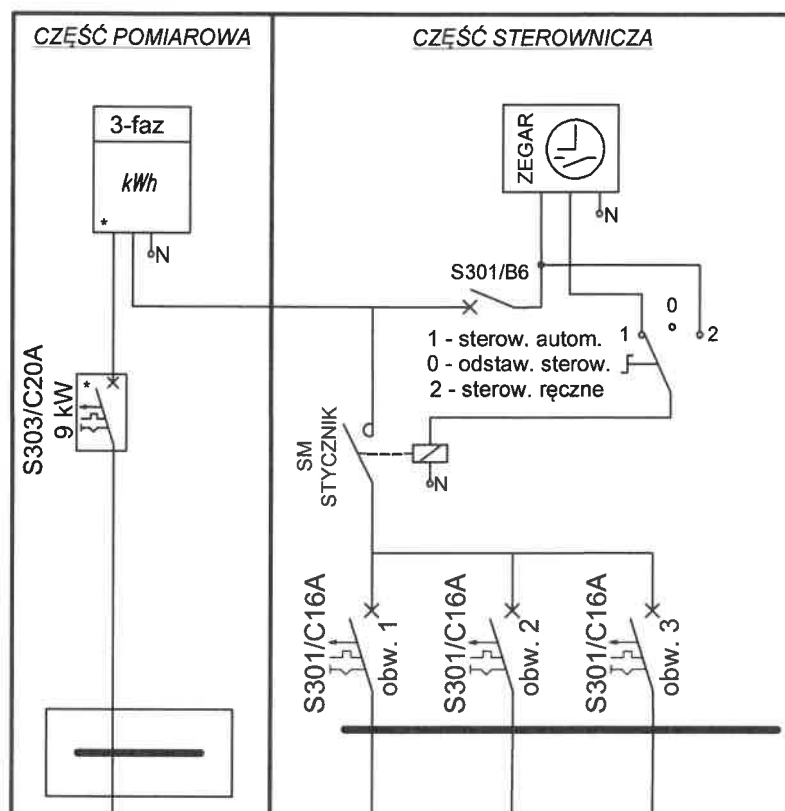 CZĘŚĆ POMIAROWA
CZĘŚĆ STEROWNICZA
3-faz
kWh
*
N
ZEGAR
N
S301/B6
0
1
2
1 - sterow. autom.
0 - odstaw. sterow.
2 - sterow. ręczne
*
S303/C20A
9 kW
SM
STYCZNIK
N
S301/C16A
obw. 1
S301/C16A
obw. 2
S301/C16A
obw. 3